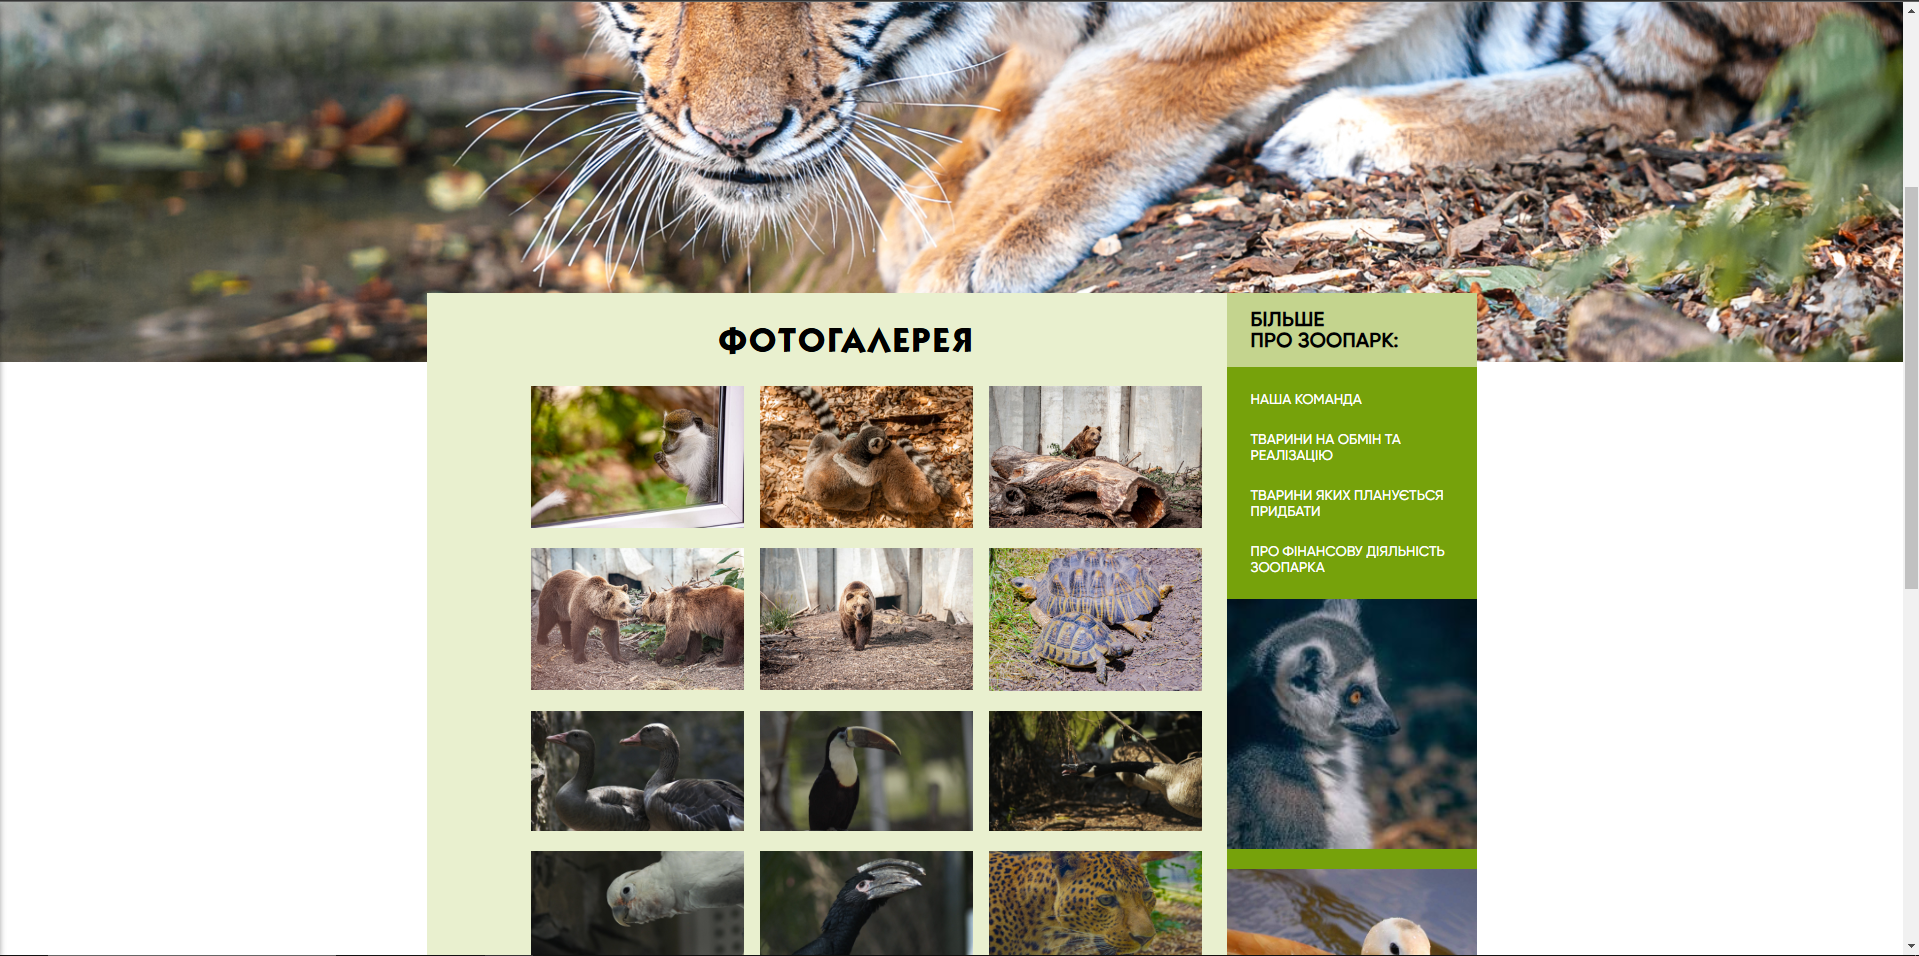 ФОТОГАЛЕРЕЯ
БІЛЬШЕ
ПРО ЗООПАРК:
НАША КОМАНДА
ТВАРИНИ НА ОБМІН ТА
РЕАЛІЗАЦІЮ
ТВАРИНИ ЯКИХ ПЛАНУЄТЬСЯ
ПРИДБАТИ
ПРО ФІНАНСОВУ ДІЯЛЬНІСТЬ
ЗООПАРКА